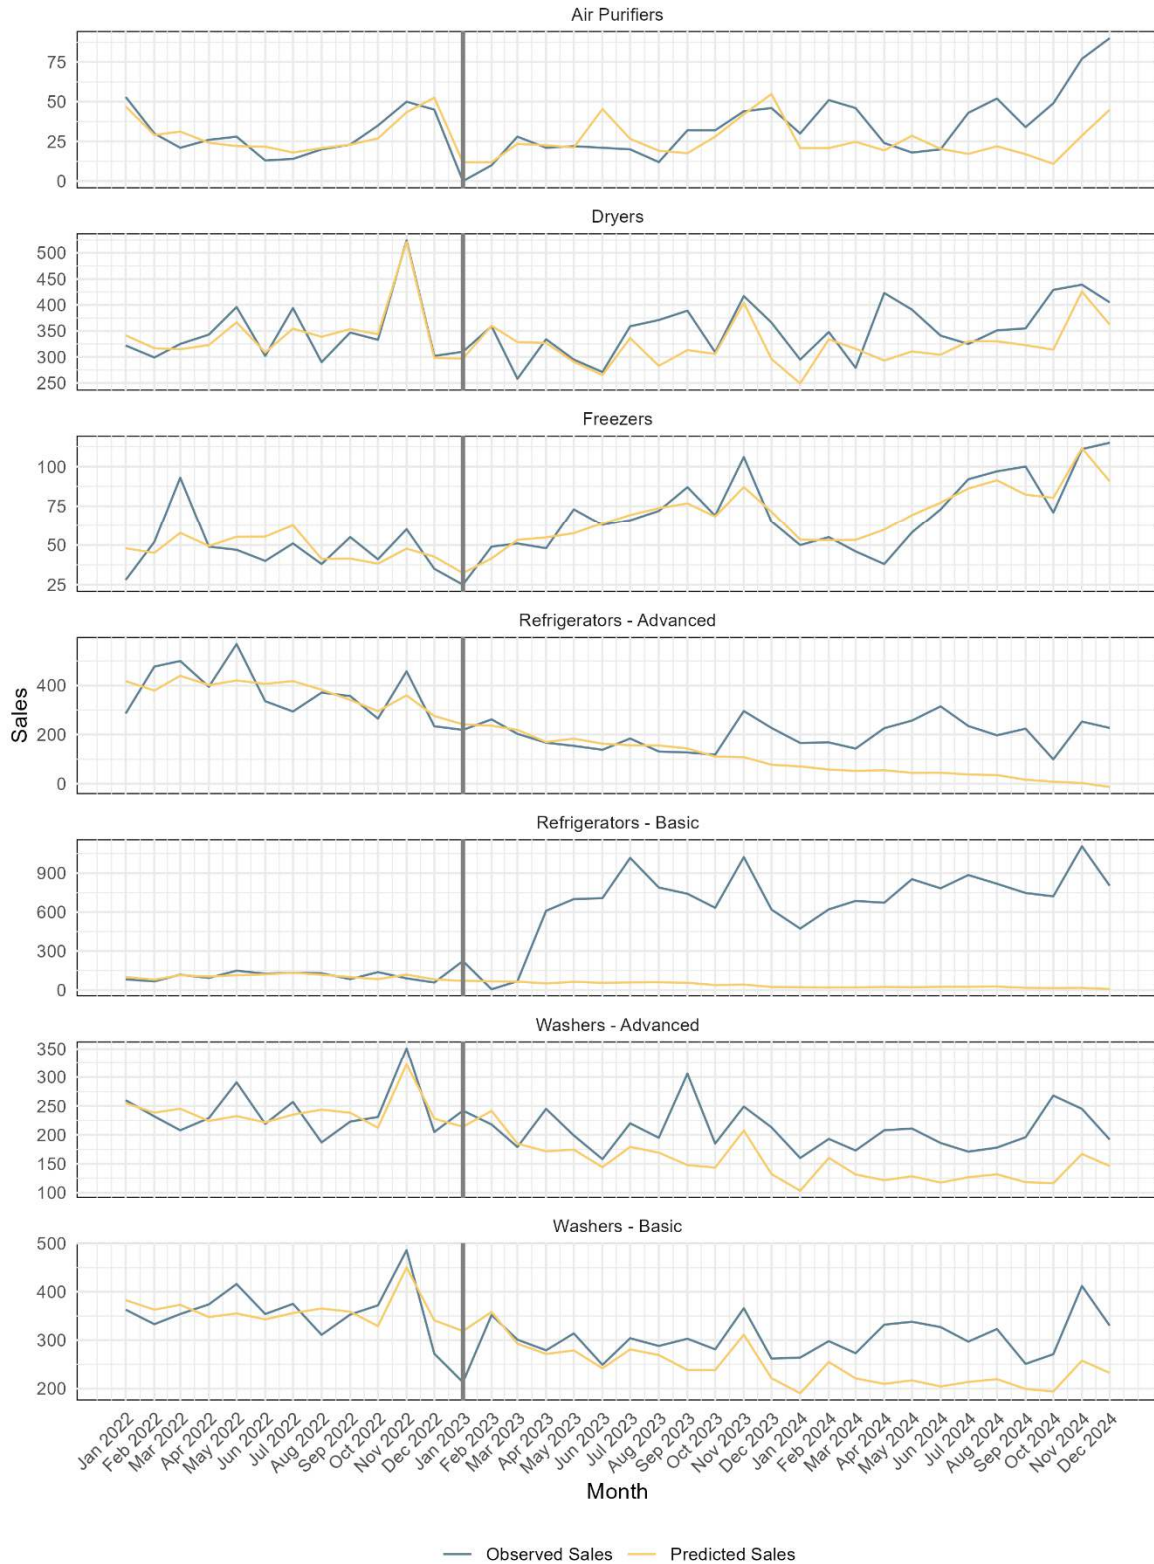 Air Purifiers
75
50
25
0
Dryers
500
450
400
350
300
250
Freezers
100
75
50
25
Refrigerators - Advanced
400
200
0
Sales
Refrigerators - Basic
900
600
300
0
Washers - Advanced
350
300
250
200
150
100
Washers - Basic
500
400
300
200
Jan 2022
Feb 2022
Mar 2022
Apr 2022
May 2022
Jun 2022
Jul 2022
Aug 2022
Sep 2022
Oct 2022
Nov 2022
Dec 2022
Jan 2023
Feb 2023
Mar 2023
Apr 2023
May 2023
Jun 2023
Jul 2023
Aug 2023
Sep 2023
Oct 2023
Nov 2023
Dec 2023
Jan 2024
Feb 2024
Mar 2024
Apr 2024
May 2024
Jun 2024
Jul 2024
Aug 2024
Sep 2024
Oct 2024
Nov 2024
Dec 2024
Month
Observed Sales Predicted Sales